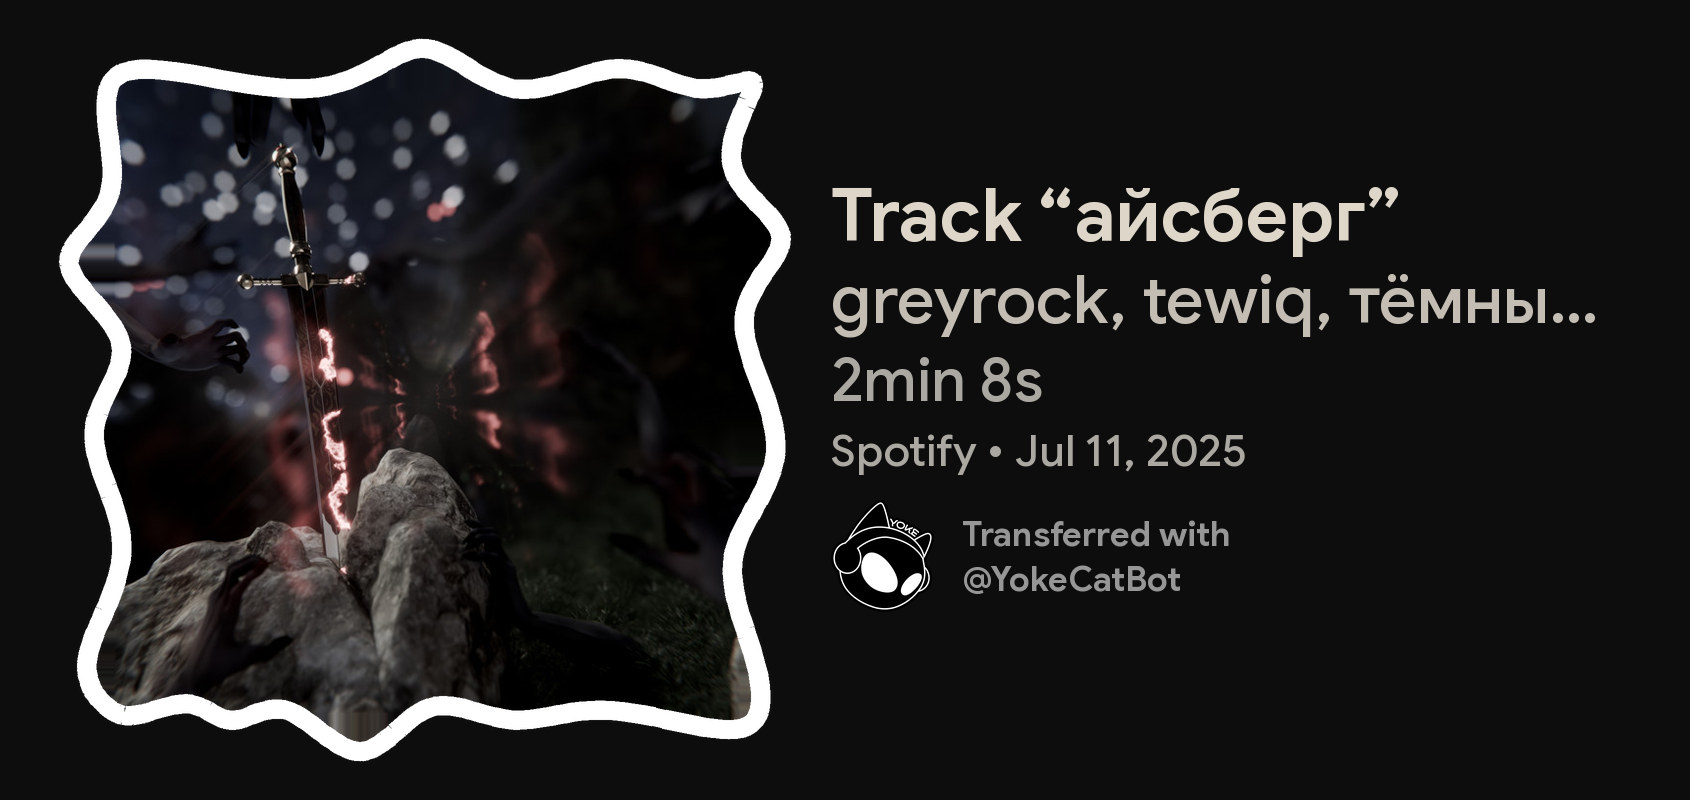 Track “айсберг”
greyrock, tewiq, тёмны...
2min 8s
Spotify • Jul 11, 2025
YOKE
Transferred with
@YokeCatBot